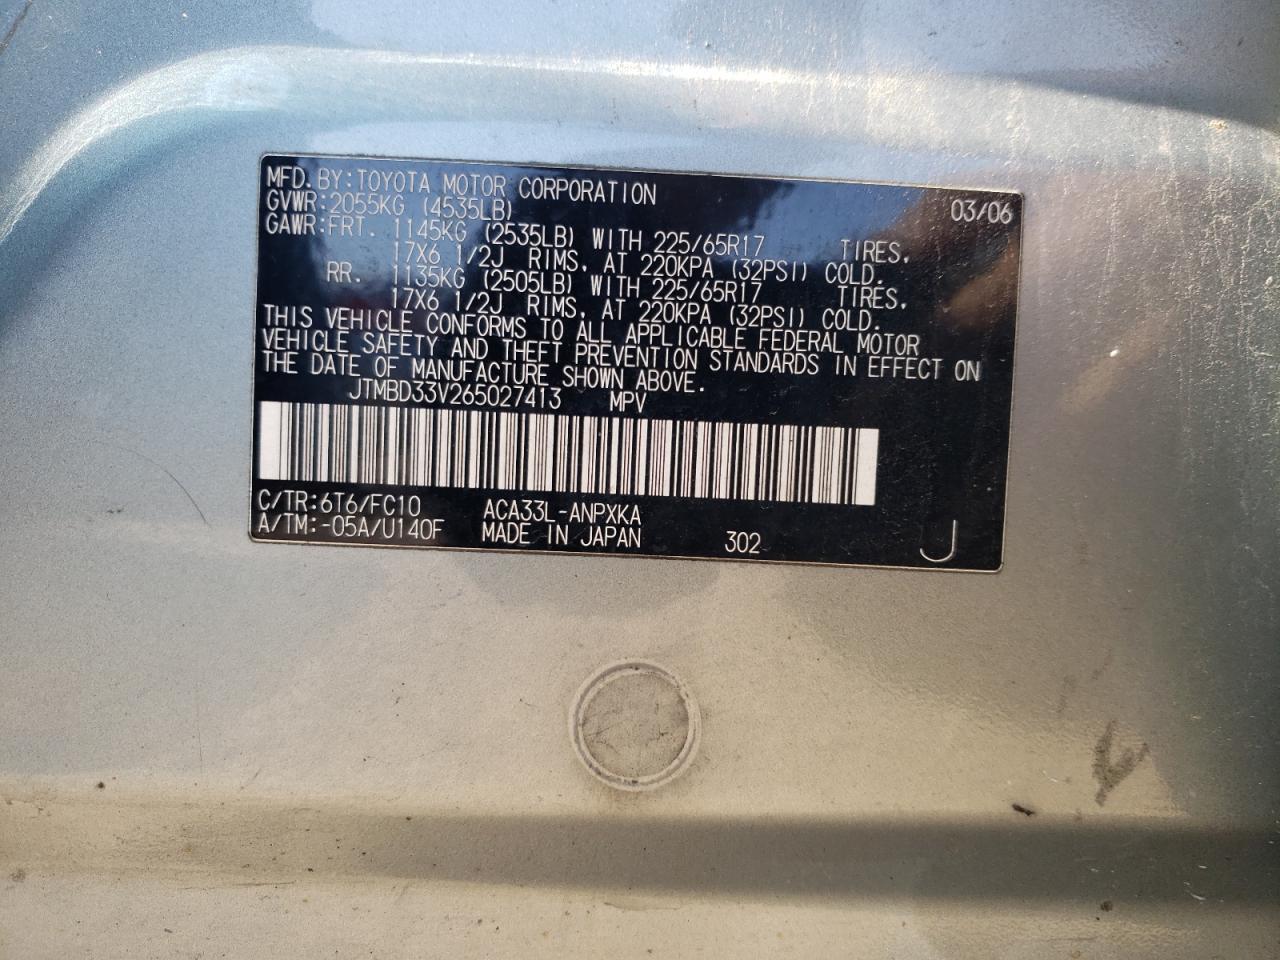 MFD. BY: TOYOTA MOTOR CORPORATION 03/06
GVWR: 2055KG (4535LB)
GAWR: FRT. 1145KG (2535LB) WITH 225/65R17 TIRES,
17X6 1/2J RIMS, AT 220KPA (32PSI) COLD.
RR. 1135KG (2505LB) WITH 225/65R17 TIRES,
17X6 1/2J RIMS, AT 220KPA (32PSI) COLD.
THIS VEHICLE CONFORMS TO ALL APPLICABLE FEDERAL MOTOR
VEHICLE SAFETY AND THEFT PREVENTION STANDARDS IN EFFECT ON
THE DATE OF MANUFACTURE SHOWN ABOVE.
JTMBD33V265027413 MPV
C/TR: 6T6/FC10 ACA33L-ANPXKA
A/TM: -05A/U140F MADE IN JAPAN 302 J